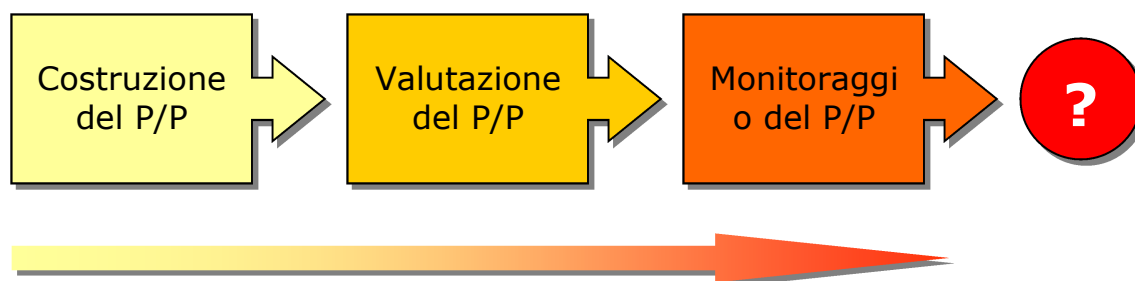 Costruzione
del P/P
Valutazione
del P/P
Monitoraggi
o del P/P
?